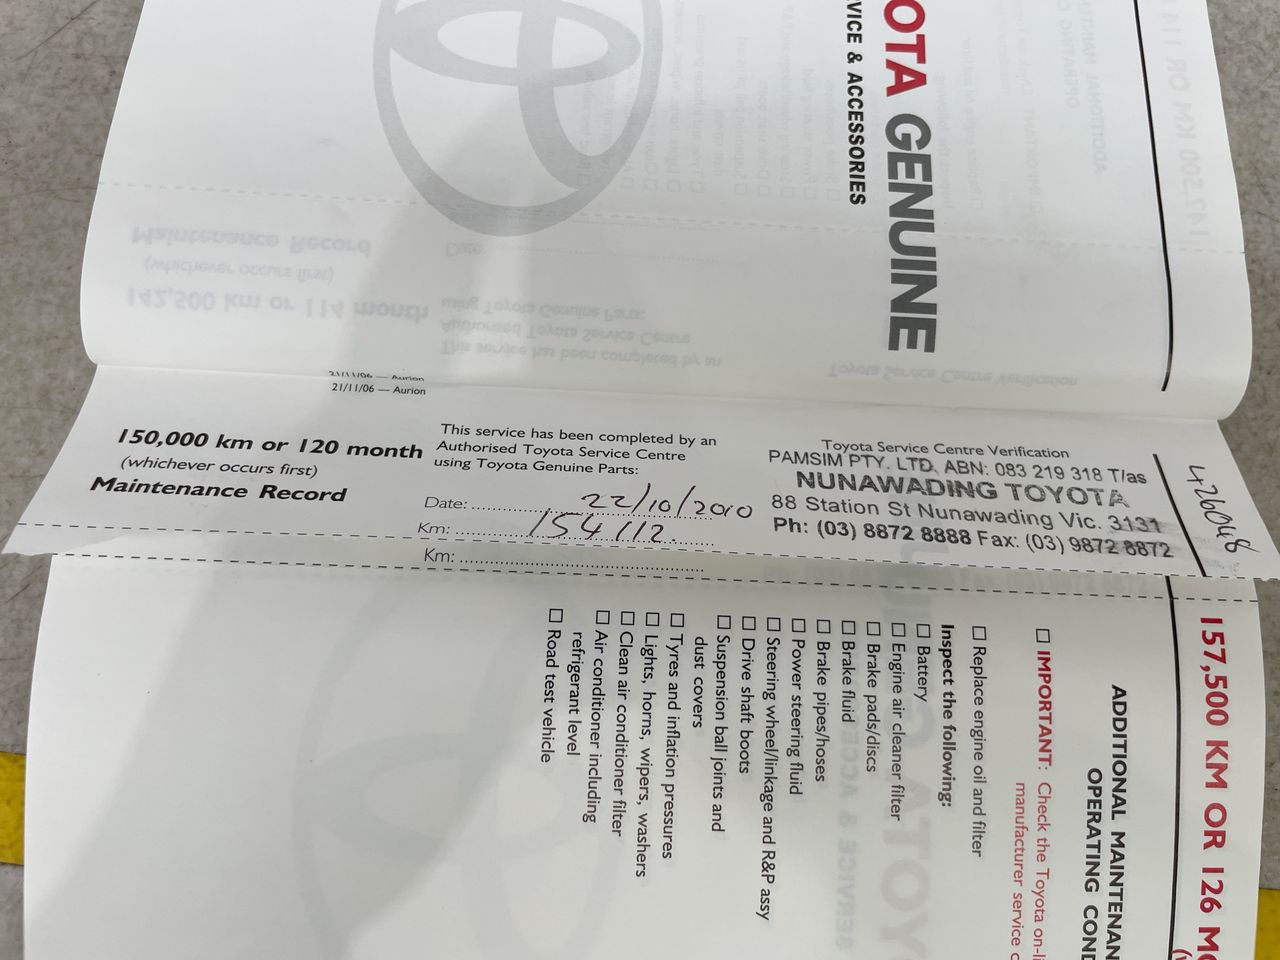 OTA GENUINE
VICE & ACCESSORIES
21/11/06 — Aurion
21/11/06 — Aurion
150,000 km or 120 month
(whichever occurs first)
Maintenance Record
This service has been completed by an
Authorised Toyota Service Centre
using Toyota Genuine Parts:
Date: 22/10/2010
Km: 154112.
Km:
Toyota Service Centre Verification
PAMSIM PTY. LTD. ABN: 083 219 318 T/as
NUNAWADING TOYOTA
88 Station St Nunawading Vic. 3131
Ph: (03) 8872 8888 Fax: (03) 9872 8872
426048
157,500 KM OR 126 MO
ADDITIONAL MAINTENAN
OPERATING COND
☐ IMPORTANT: Check the Toyota on-li
manufacturer service c
☐ Replace engine oil and filter
Inspect the following:
☐ Battery
☐ Engine air cleaner filter
☐ Brake pads/discs
☐ Brake fluid
☐ Brake pipes/hoses
☐ Power steering fluid
☐ Steering wheel/linkage and R&P assy
☐ Drive shaft boots
☐ Suspension ball joints and
dust covers
☐ Tyres and inflation pressures
☐ Lights, horns, wipers, washers
☐ Clean air conditioner filter
☐ Air conditioner including
refrigerant level
☐ Road test vehicle